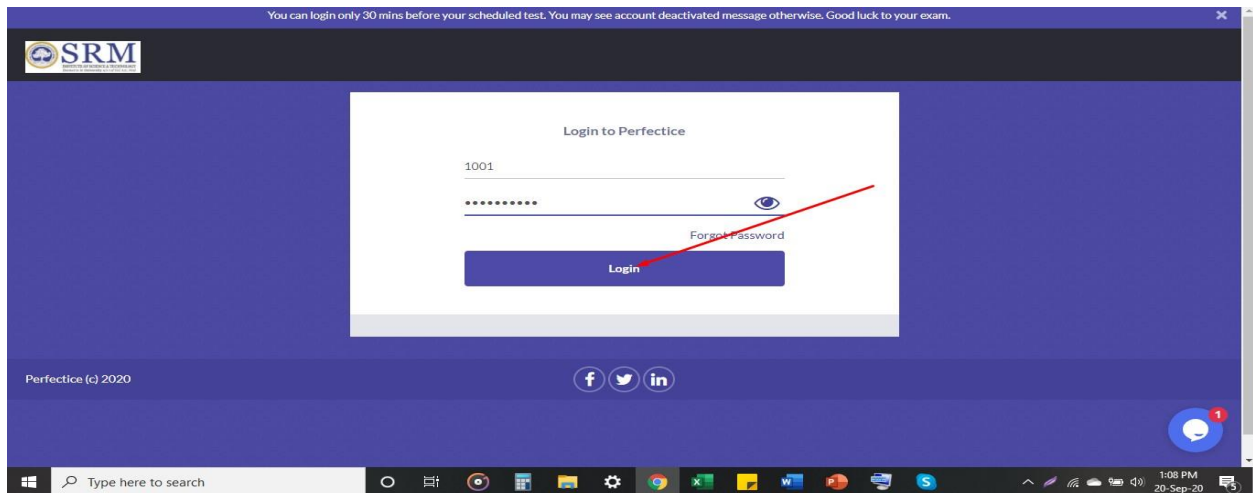 You can login only 30 mins before your scheduled test. You may see account deactivated message otherwise. Good luck to your exam.
SRM
Login to Perfectice
1001
••••••••••
Forgot Password
Login
Perfectice (c) 2020
1
Type here to search
1:08 PM
20-Sep-20
5